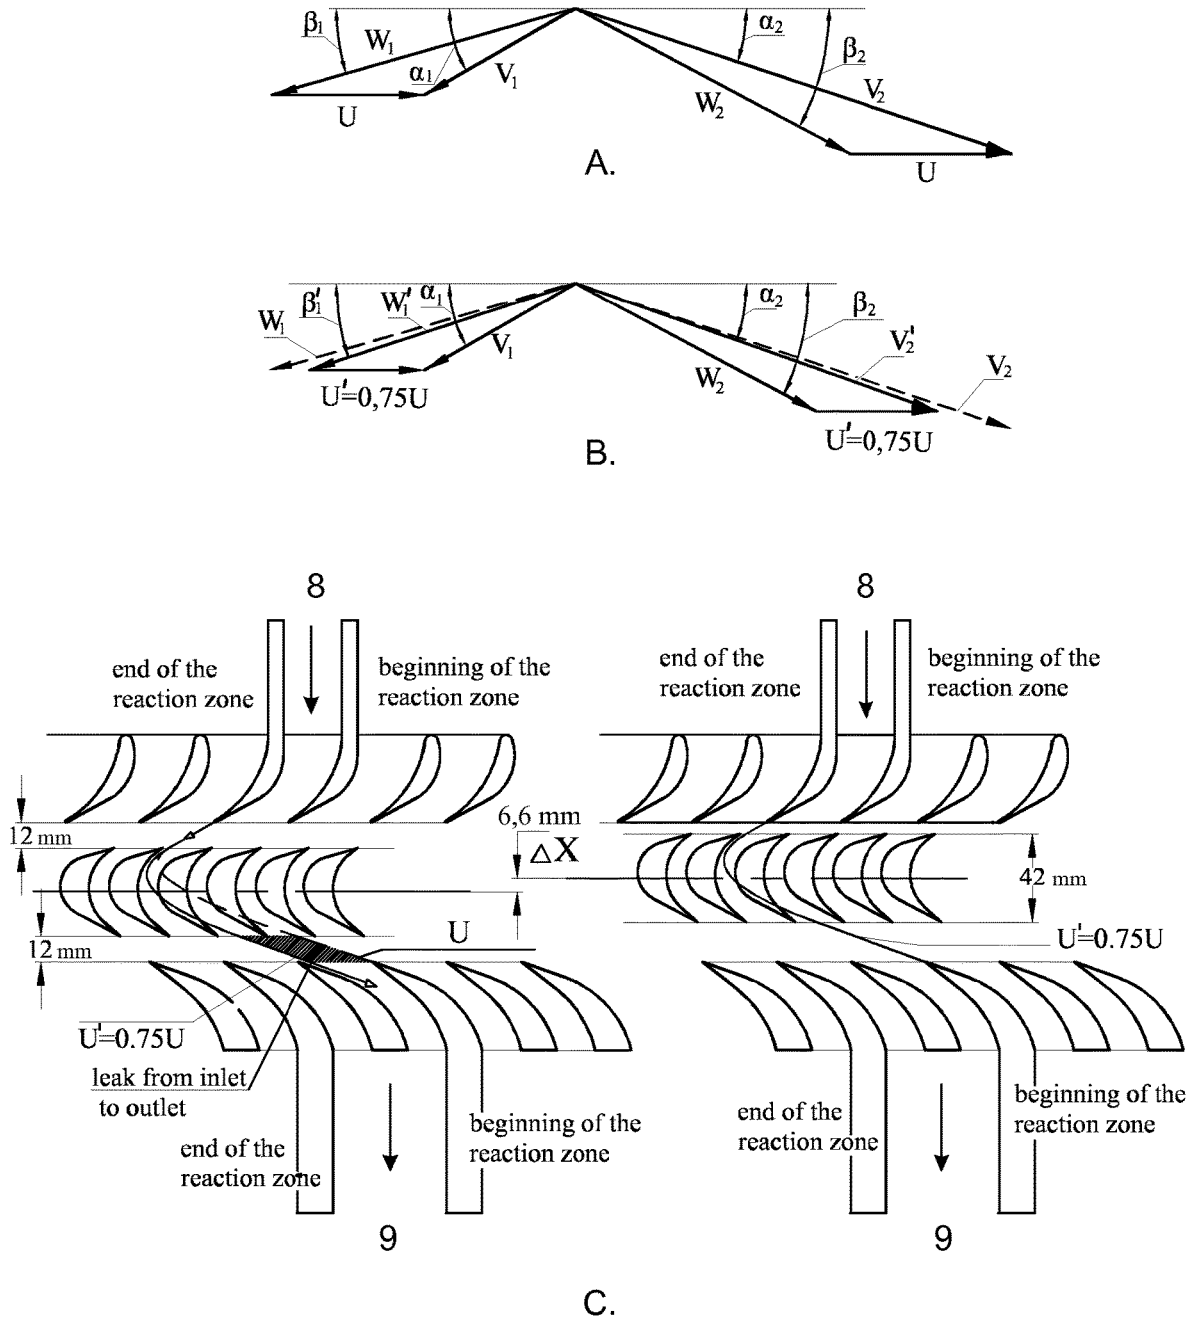 β₁ W₁ α₁ V₁ α₂ β₂
U W₂ V₂
U
A.
β₁' W₁' α₁ α₂ β₂
W₁ V₁ W₂ V₂' V₂
U'=0,75U U'=0,75U
B.
8 8
end of the
reaction zone
beginning of the
reaction zone
end of the
reaction zone
beginning of the
reaction zone
12 mm
6,6 mm
ΔX
42 mm
12 mm
U
U'=0.75U
U'=0.75U
leak from inlet
to outlet
end of the
reaction zone
beginning of the
reaction zone
end of the
reaction zone
beginning of the
reaction zone
9 9
C.